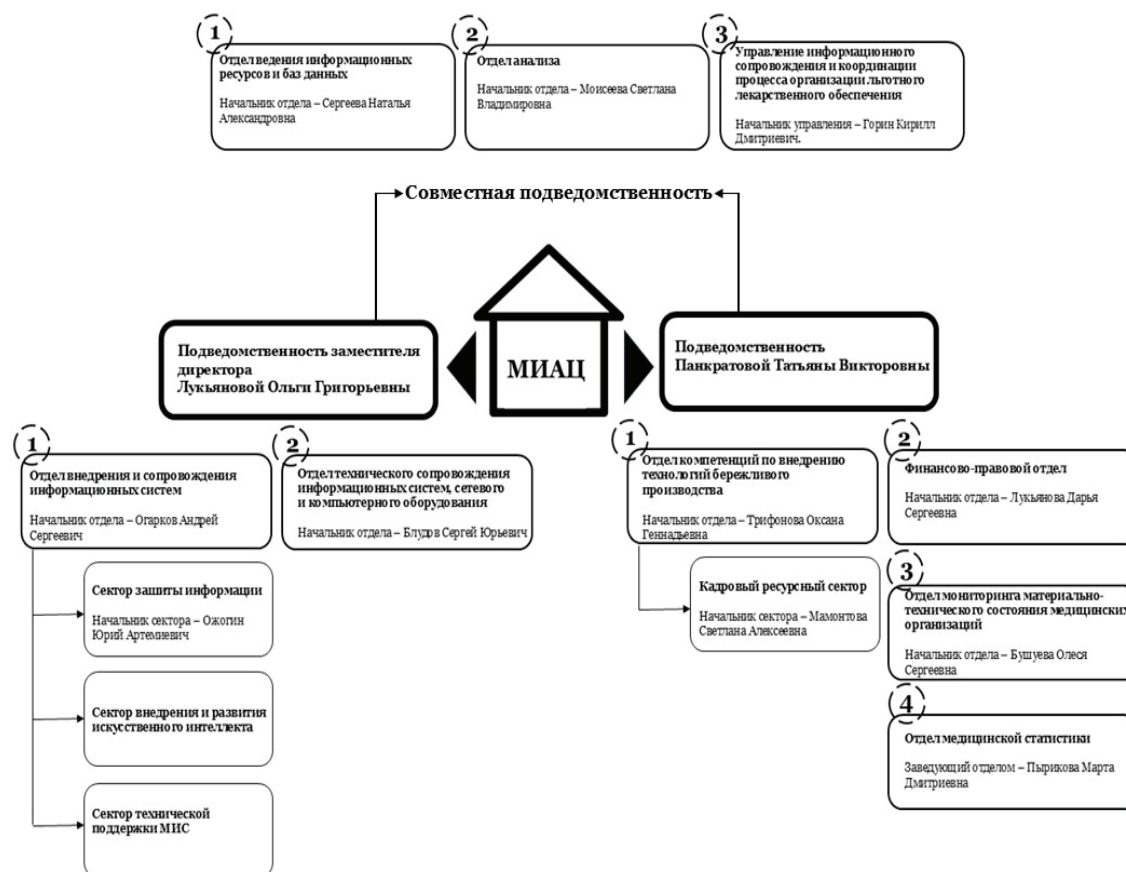 1
Отдел ведения информационных
ресурсов и баз данных
Начальник отдела – Сергеева Наталья
Александровна
2
Отдел анализа
Начальник отдела – Моисеева Светлана
Владимировна
3
Управление информационного
сопровождения и координации
процесса организации льготного
лекарственного обеспечения
Начальник управления – Горин Кирилл
Дмитриевич.
Совместная подведомственность
Подведомственность заместителя
директора
Лукьяновой Ольги Григорьевны
МИАЦ
Подведомственность
Панкратовой Татьяны Викторовны
1
Отдел внедрения и сопровождения
информационных систем
Начальник отдела – Огарков Андрей
Сергеевич
Сектор зашиты информации
Начальник сектора – Ожогин
Юрий Артемиевич
Сектор внедрения и развития
искусственного интеллекта
Сектор технической
поддержки МИС
2
Отдел технического сопровождения
информационных систем, сетевого
и компьютерного оборудования
Начальник отдела – Блудов Сергей Юрьевич
1
Отдел компетенций по внедрению
технологий бережливого
производства
Начальник отдела – Трифонова Оксана
Геннадьевна
Кадровый ресурсный сектор
Начальник сектора – Мамонтова
Светлана Алексеевна
2
Финансово-правовой отдел
Начальник отдела – Лукьянова Дарья
Сергеевна
3
Отдел мониторинга материально-
технического состояния медицинских
организаций
Начальник отдела – Бушуева Олеся
Сергеевна
4
Отдел медицинской статистики
Заведующий отделом – Пырикова Марта
Дмитриевна